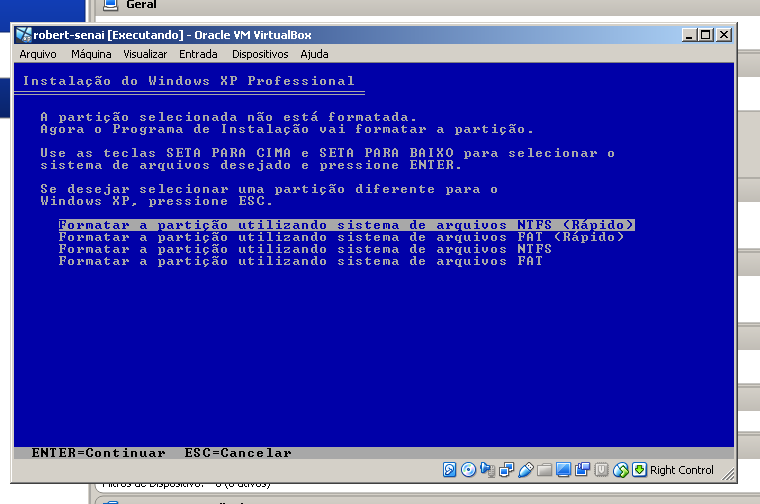 Geral
robert-senai [Executando] - Oracle VM VirtualBox
Arquivo Máquina Visualizar Entrada Dispositivos Ajuda
Instalação do Windows XP Professional
A partição selecionada não está formatada.
Agora o Programa de Instalação vai formatar a partição.
Use as teclas SETA PARA CIMA e SETA PARA BAIXO para selecionar o
sistema de arquivos desejado e pressione ENTER.
Se desejar selecionar uma partição diferente para o
Windows XP, pressione ESC.
Formatar a partição utilizando sistema de arquivos NTFS (Rápido)
Formatar a partição utilizando sistema de arquivos FAT (Rápido)
Formatar a partição utilizando sistema de arquivos NTFS
Formatar a partição utilizando sistema de arquivos FAT
ENTER=Continuar ESC=Cancelar
Right Control
Filtros de Dispositivo: 0 (0 ativos)